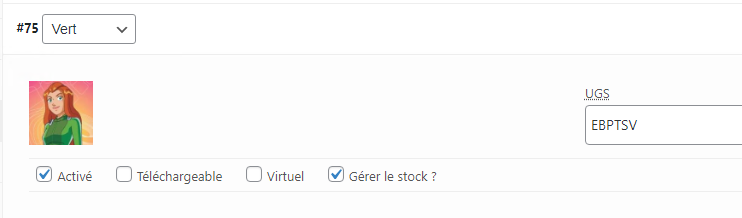 #75 Vert
UGS
EBPTSV
Activé Téléchargeable Virtuel Gérer le stock ?